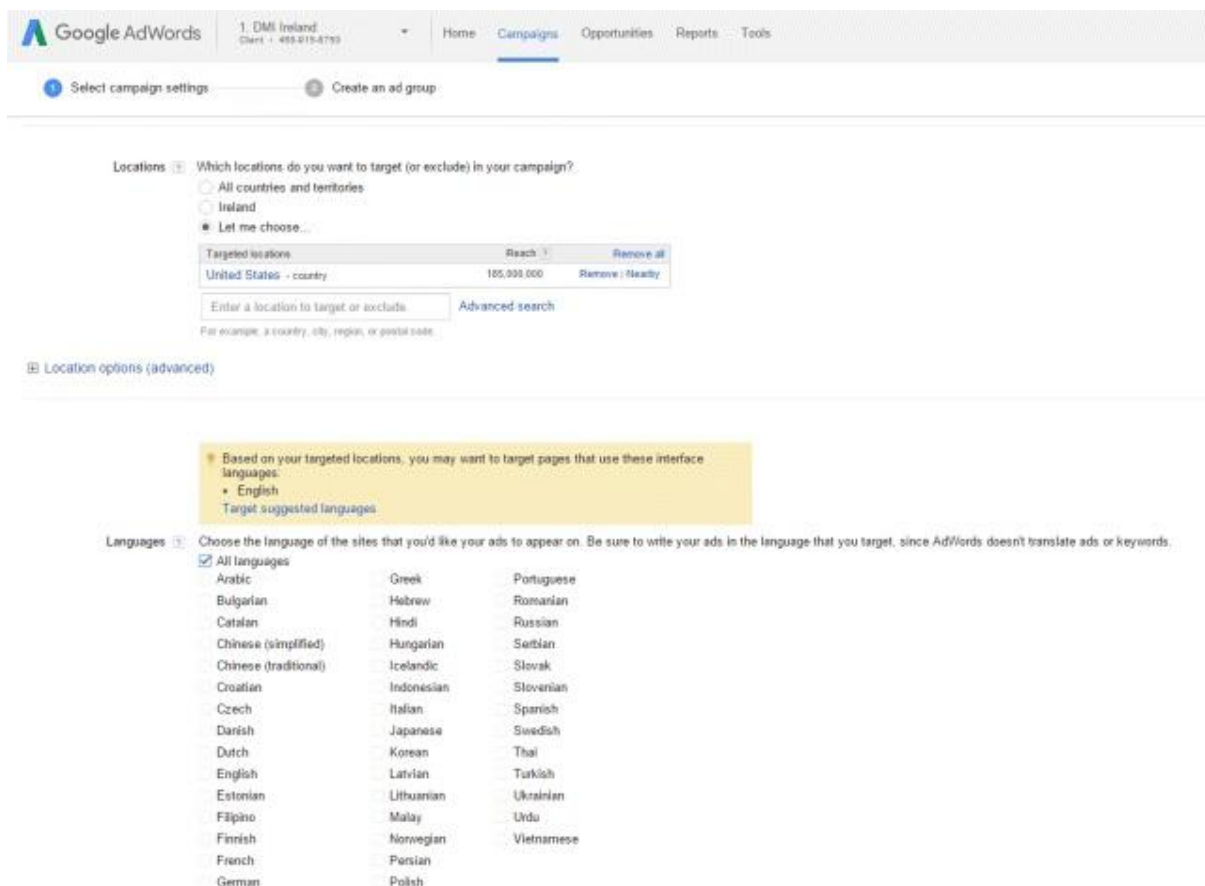 Google AdWords
1. DMI Ireland
Client
Home Campaigns Opportunities Reports Tools
1 Select campaign settings
2 Create an ad group
Locations ? Which locations do you want to target (or exclude) in your campaign?
All countries and territories
Ireland
Let me choose...
Targeted locations Reach ? Remove all
United States - country Remove | Nearby
Enter a location to target or exclude. Advanced search
For example, a country, city, region, or postal code.
Location options (advanced)
Based on your targeted locations, you may want to target pages that use these interface
languages:
• English
Target suggested languages
Languages ? Choose the language of the sites that you'd like your ads to appear on. Be sure to write your ads in the language that you target, since AdWords doesn't translate ads or keywords.
All languages
Arabic Greek Portuguese
Bulgarian Hebrew Romanian
Catalan Hindi Russian
Chinese (simplified) Hungarian Serbian
Chinese (traditional) Icelandic Slovak
Croatian Indonesian Slovenian
Czech Italian Spanish
Danish Japanese Swedish
Dutch Korean Thai
English Latvian Turkish
Estonian Lithuanian Ukrainian
Filipino Malay Urdu
Finnish Norwegian Vietnamese
French Persian
German Polish